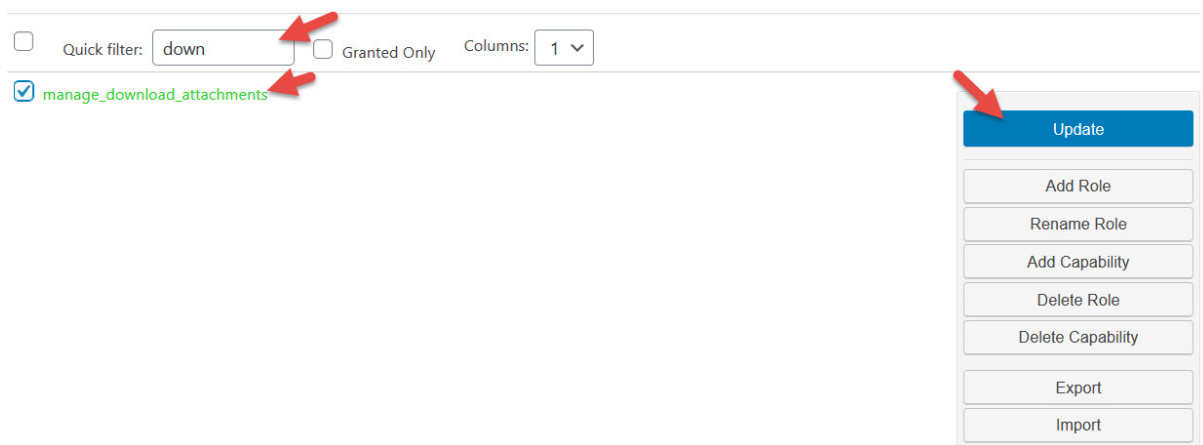 Quick filter: down Granted Only Columns: 1
manage_download_attachments
Update
Add Role
Rename Role
Add Capability
Delete Role
Delete Capability
Export
Import